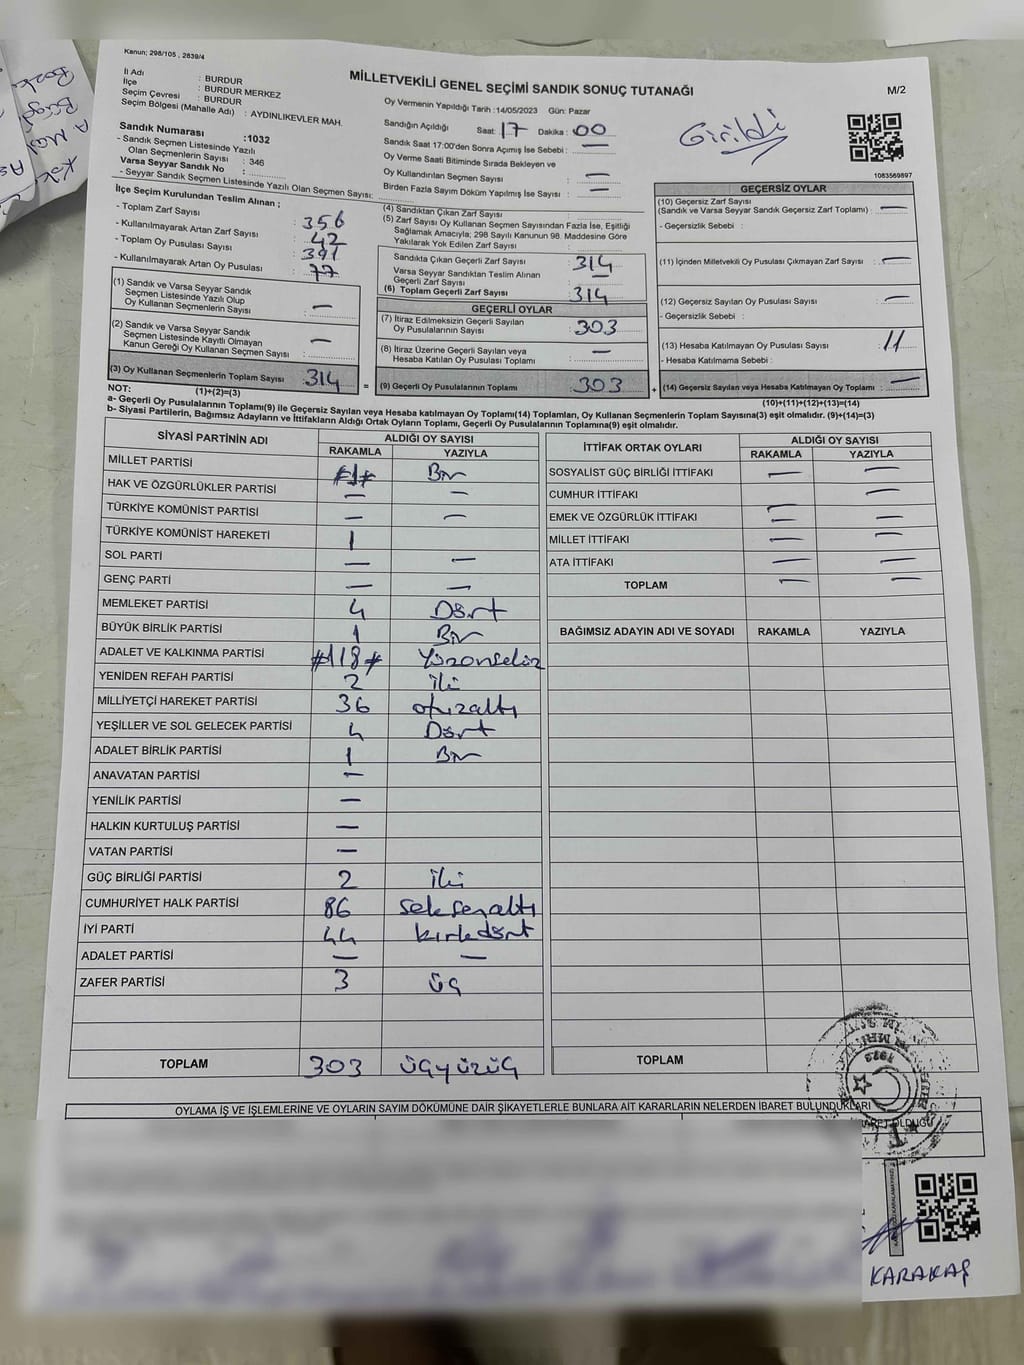 Kanun; 298/105 , 2839/4
MİLLETVEKİLİ GENEL SEÇİMİ SANDIK SONUÇ TUTANAĞI
M/2
İl Adı : BURDUR
İlçe : BURDUR MERKEZ
Seçim Çevresi : BURDUR
Seçim Bölgesi (Mahalle Adı) : AYDINLIKEVLER MAH.
Sandık Numarası :1032
- Sandık Seçmen Listesinde Yazılı
Olan Seçmenlerin Sayısı : 346
Varsa Seyyar Sandık No :
- Seyyar Sandık Seçmen Listesinde Yazılı Olan Seçmen Sayısı:
Oy Vermenin Yapıldığı Tarih :14/05/2023 Gün: Pazar
Sandığın Açıldığı Saat: 17 Dakika: 00
Sandık Saat 17:00'den Sonra Açımış İse Sebebi : —
Oy Verme Saati Bitiminde Sırada Bekleyen ve
Oy Kullandırılan Seçmen Sayısı : —
Birden Fazla Sayım Döküm Yapılmış İse Sayısı : —
Girildi
1083569897
İlçe Seçim Kurulundan Teslim Alınan ;
- Toplam Zarf Sayısı : 356
- Kullanılmayarak Artan Zarf Sayısı : 42
- Toplam Oy Pusulası Sayısı : 391
- Kullanılmayarak Artan Oy Pusulası : 77
(1) Sandık ve Varsa Seyyar Sandık
Seçmen Listesinde Yazılı Olup
Oy Kullanan Seçmenlerin Sayısı : —
(2) Sandık ve Varsa Seyyar Sandık
Seçmen Listesinde Kayıtlı Olmayan
Kanun Gereği Oy Kullanan Seçmen Sayısı : —
(3) Oy Kullanan Seçmenlerin Toplam Sayısı : 314
(1)+(2)=(3)
(4) Sandıktan Çıkan Zarf Sayısı :
(5) Zarf Sayısı Oy Kullanan Seçmen Sayısından Fazla İse, Eşitliği
Sağlamak Amacıyla; 298 Sayılı Kanunun 98. Maddesine Göre
Yakılarak Yok Edilen Zarf Sayısı :
Sandıkta Çıkan Geçerli Zarf Sayısı : 314
Varsa Seyyar Sandıktan Teslim Alınan
Geçerli Zarf Sayısı : —
(6) Toplam Geçerli Zarf Sayısı : 314
GEÇERLİ OYLAR
(7) İtiraz Edilmeksizin Geçerli Sayılan
Oy Pusulalarının Sayısı : 303
(8) İtiraz Üzerine Geçerli Sayılan veya
Hesaba Katılan Oy Pusulası Toplamı : —
= (9) Geçerli Oy Pusulalarının Toplamı : 303
GEÇERSİZ OYLAR
(10) Geçersiz Zarf Sayısı
(Sandık ve Varsa Seyyar Sandık Geçersiz Zarf Toplamı) : —
- Geçersizlik Sebebi :
(11) İçinden Milletvekili Oy Pusulası Çıkmayan Zarf Sayısı : —
(12) Geçersiz Sayılan Oy Pusulası Sayısı : —
- Geçersizlik Sebebi :
(13) Hesaba Katılmayan Oy Pusulası Sayısı : 11
- Hesaba Katılmama Sebebi :
+ (14) Geçersiz Sayılan veya Hesaba Katılmayan Oy Toplamı : —
(10)+(11)+(12)+(13)=(14)
NOT:
a- Geçerli Oy Pusulalarının Toplamı(9) ile Geçersiz Sayılan veya Hesaba katılmayan Oy Toplamı(14) Toplamları, Oy Kullanan Seçmenlerin Toplam Sayısına(3) eşit olmalıdır. (9)+(14)=(3)
b- Siyasi Partilerin, Bağımsız Adayların ve İttifakların Aldığı Ortak Oyların Toplamı, Geçerli Oy Pusulalarının Toplamına(9) eşit olmalıdır.
SİYASİ PARTİNİN ADI ALDIĞI OY SAYISI
RAKAMLA YAZIYLA
MİLLET PARTİSİ #1# Bir
HAK VE ÖZGÜRLÜKLER PARTİSİ — —
TÜRKİYE KOMÜNİST PARTİSİ — —
TÜRKİYE KOMÜNİST HAREKETİ 1
SOL PARTİ — —
GENÇ PARTİ — —
MEMLEKET PARTİSİ 4 Dört
BÜYÜK BİRLİK PARTİSİ 1 Bir
ADALET VE KALKINMA PARTİSİ #118# Yüzonsekiz
YENİDEN REFAH PARTİSİ 2 iki
MİLLİYETÇİ HAREKET PARTİSİ 36 otuzaltı
YEŞİLLER VE SOL GELECEK PARTİSİ 4 Dört
ADALET BİRLİK PARTİSİ 1 Bir
ANAVATAN PARTİSİ —
YENİLİK PARTİSİ —
HALKIN KURTULUŞ PARTİSİ —
VATAN PARTİSİ —
GÜÇ BİRLİĞİ PARTİSİ 2 iki
CUMHURİYET HALK PARTİSİ 86 seksenaltı
İYİ PARTİ 44 kırkdört
ADALET PARTİSİ — —
ZAFER PARTİSİ 3 üç
TOPLAM 303 üçyüzüç
İTTİFAK ORTAK OYLARI ALDIĞI OY SAYISI
RAKAMLA YAZIYLA
SOSYALİST GÜÇ BİRLİĞİ İTTİFAKI — —
CUMHUR İTTİFAKI —
EMEK VE ÖZGÜRLÜK İTTİFAKI — —
MİLLET İTTİFAKI — —
ATA İTTİFAKI — —
TOPLAM — —
BAĞIMSIZ ADAYIN ADI VE SOYADI RAKAMLA YAZIYLA
TOPLAM
OYLAMA İŞ VE İŞLEMLERİNE VE OYLARIN SAYIM DÖKÜMÜNE DAİR ŞİKAYETLERLE BUNLARA AİT KARARLARIN NELERDEN İBARET BULUNDUKLARI
KARAKAŞ